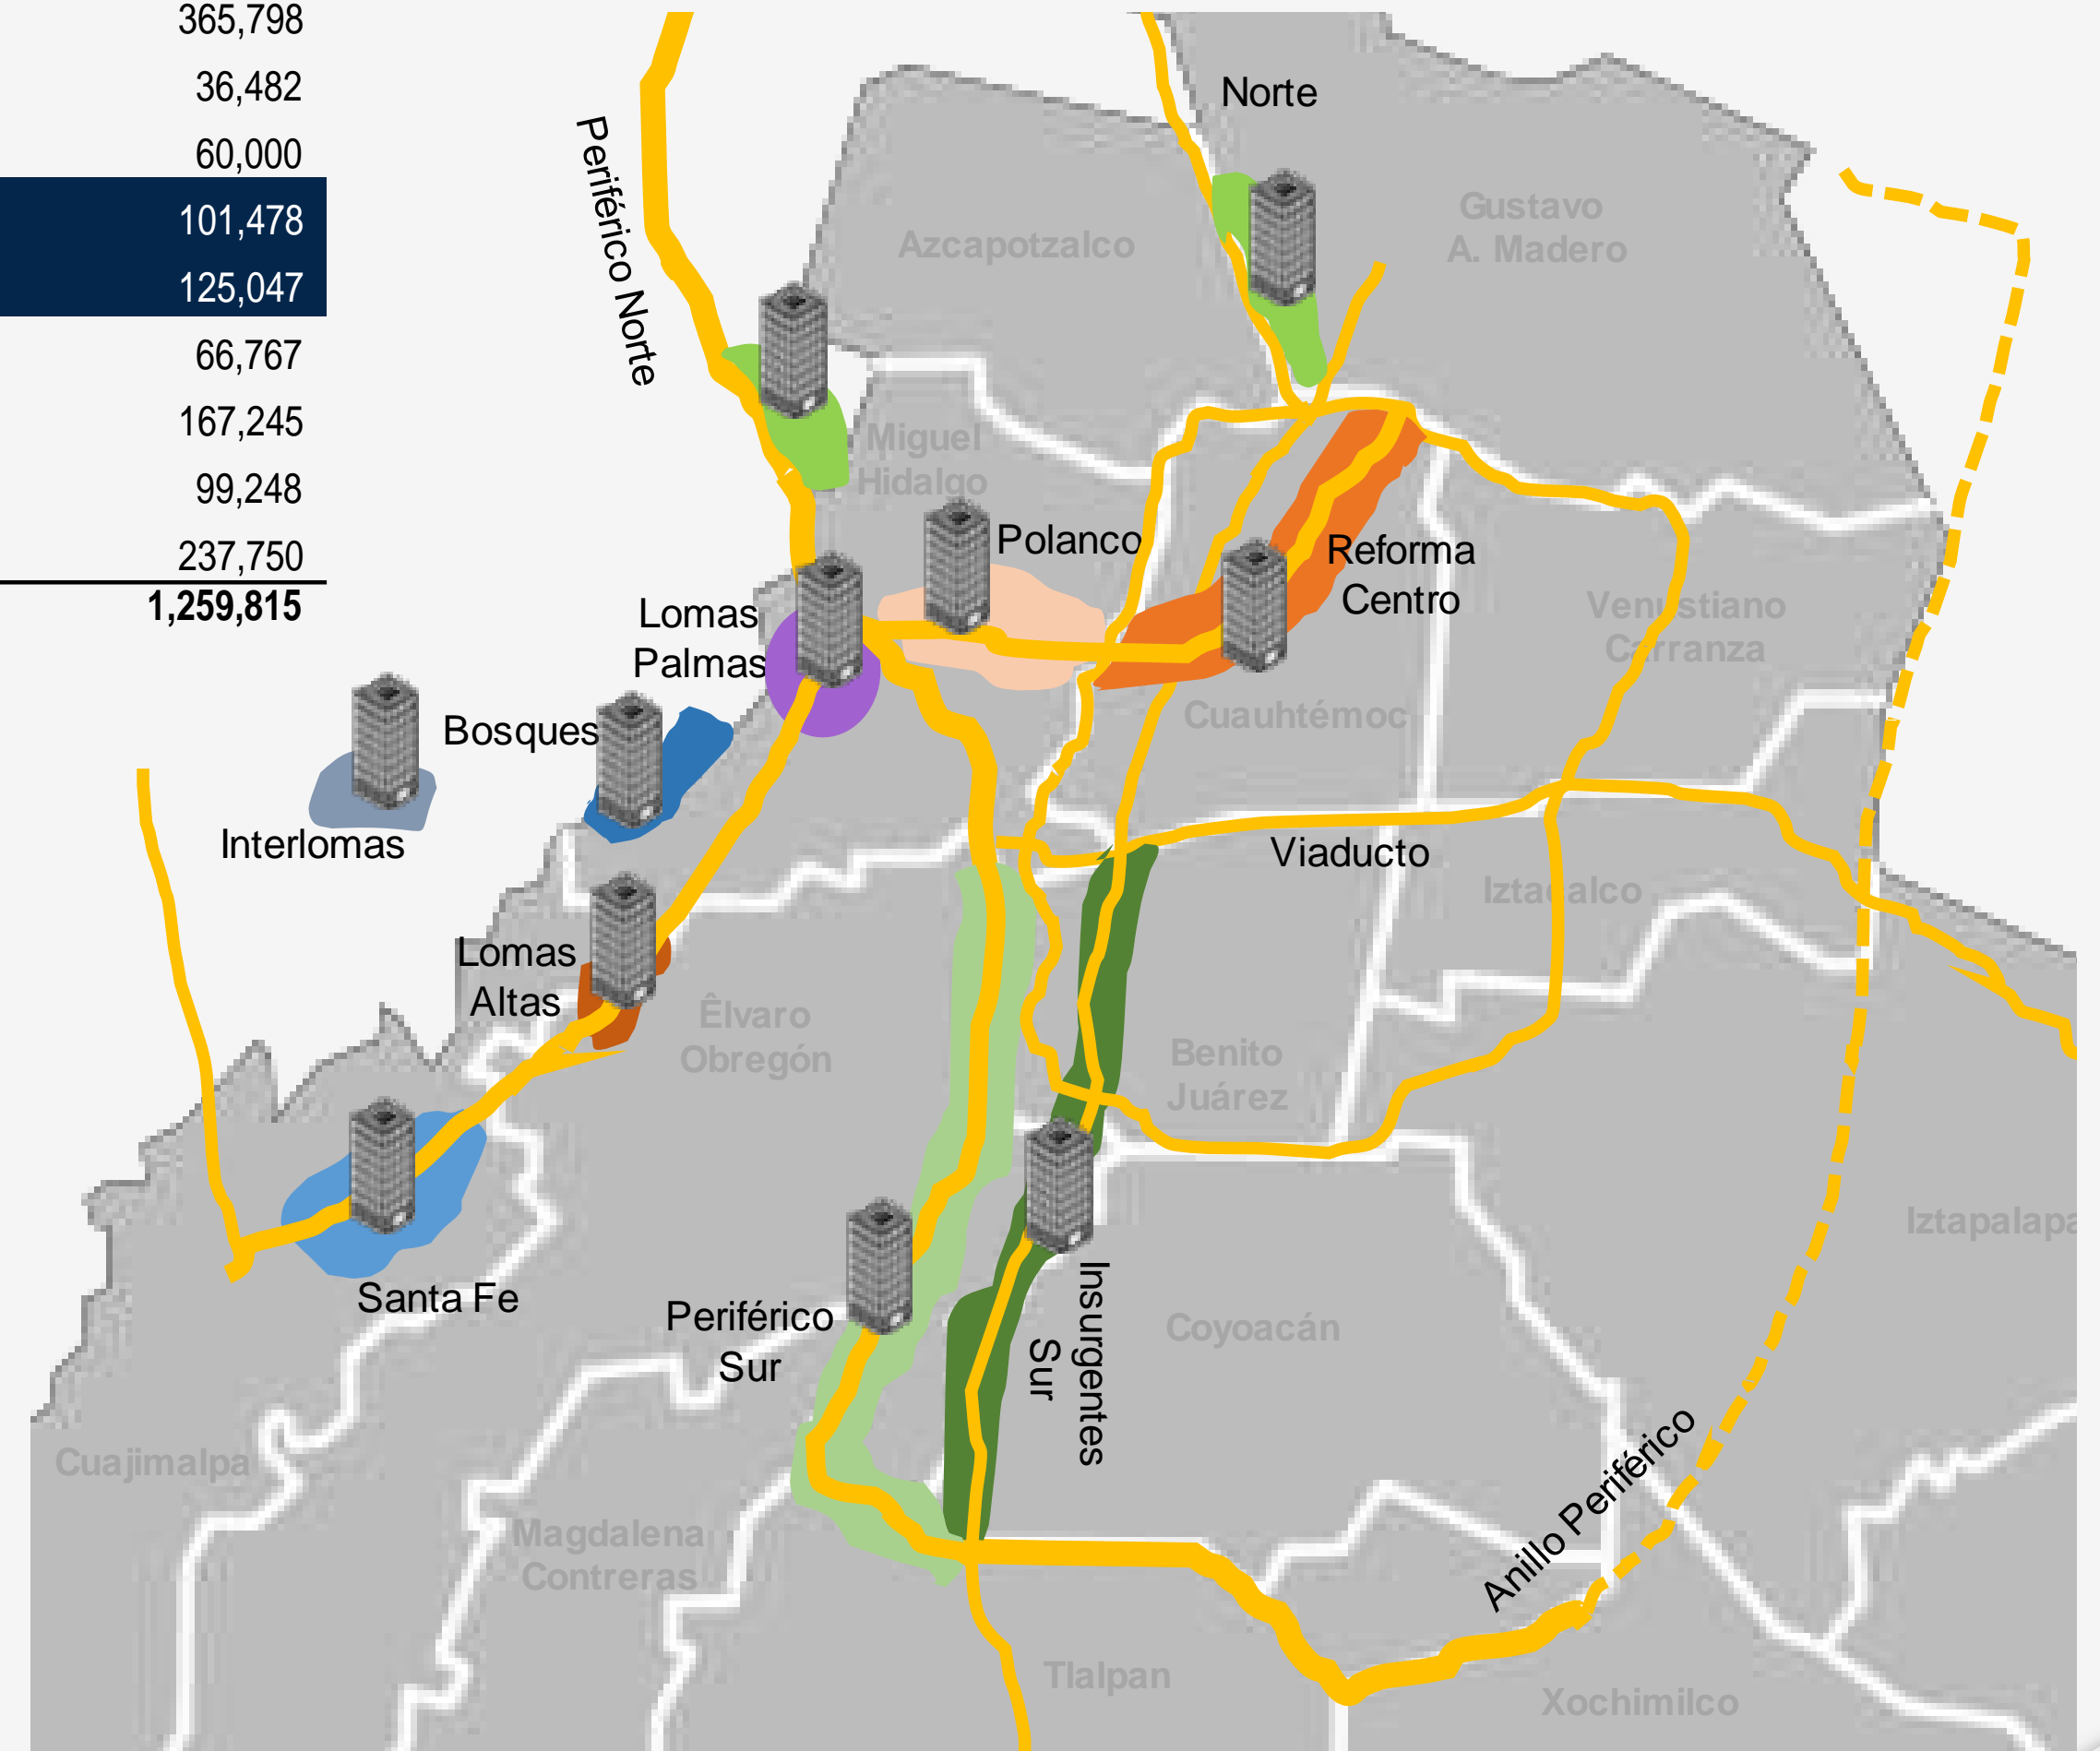 365,798
36,482
60,000
101,478
125,047
66,767
167,245
99,248
237,750
1,259,815
Norte
Periférico Norte
Gustavo
A. Madero
Azcapotzalco
Miguel
Hidalgo
Polanco
Reforma
Centro
Lomas
Palmas
Venustiano
Carranza
Cuauhtémoc
Bosques
Interlomas
Viaducto
Iztacalco
Lomas
Altas
Êlvaro
Obregón
Benito
Juárez
Santa Fe
Periférico
Sur
Insurgentes
Sur
Coyoacán
Iztapalapa
Cuajimalpa
Magdalena
Contreras
Anillo Periférico
Tlalpan
Xochimilco